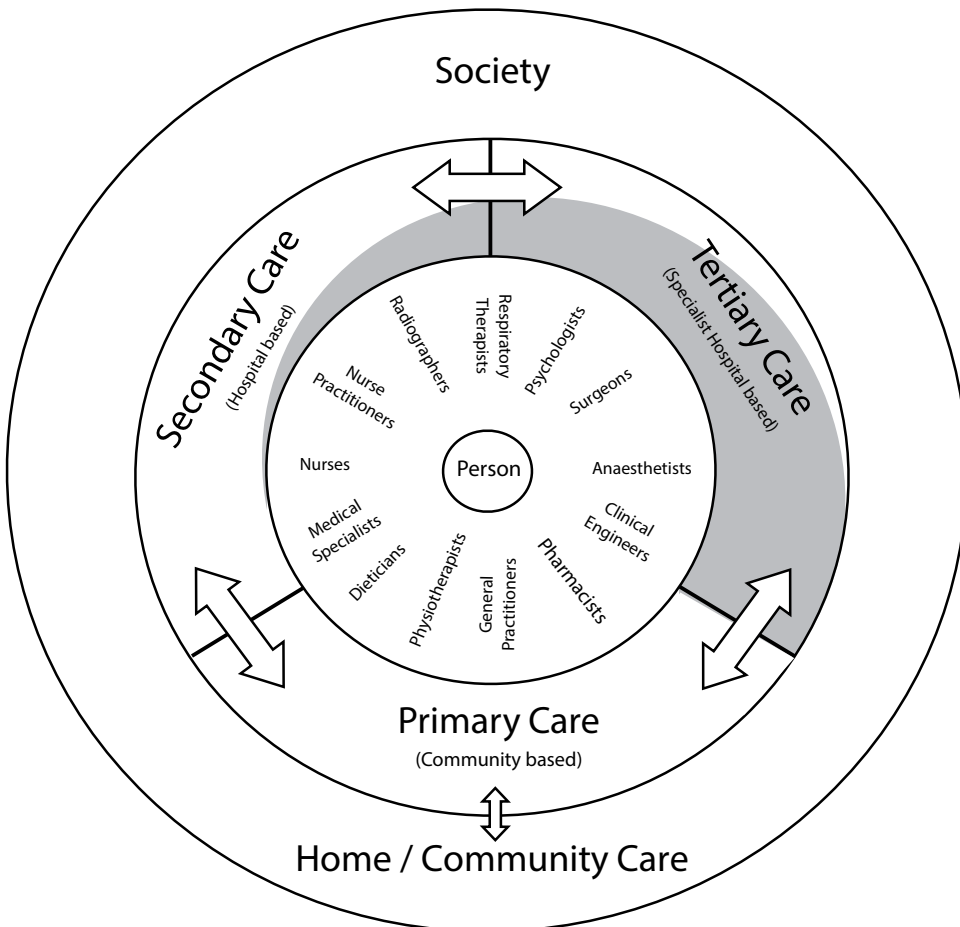 Society
Secondary Care
(Hospital based)
Tertiary Care
(Specialist Hospital based)
Radiographers
Respiratory
Therapists
Psychologists
Surgeons
Nurse
Practitioners
Nurses
Person
Anaesthetists
Medical
Specialists
Clinical
Engineers
Dieticians
Physiotherapists
General
Practitioners
Pharmacists
Primary Care
(Community based)
Home / Community Care